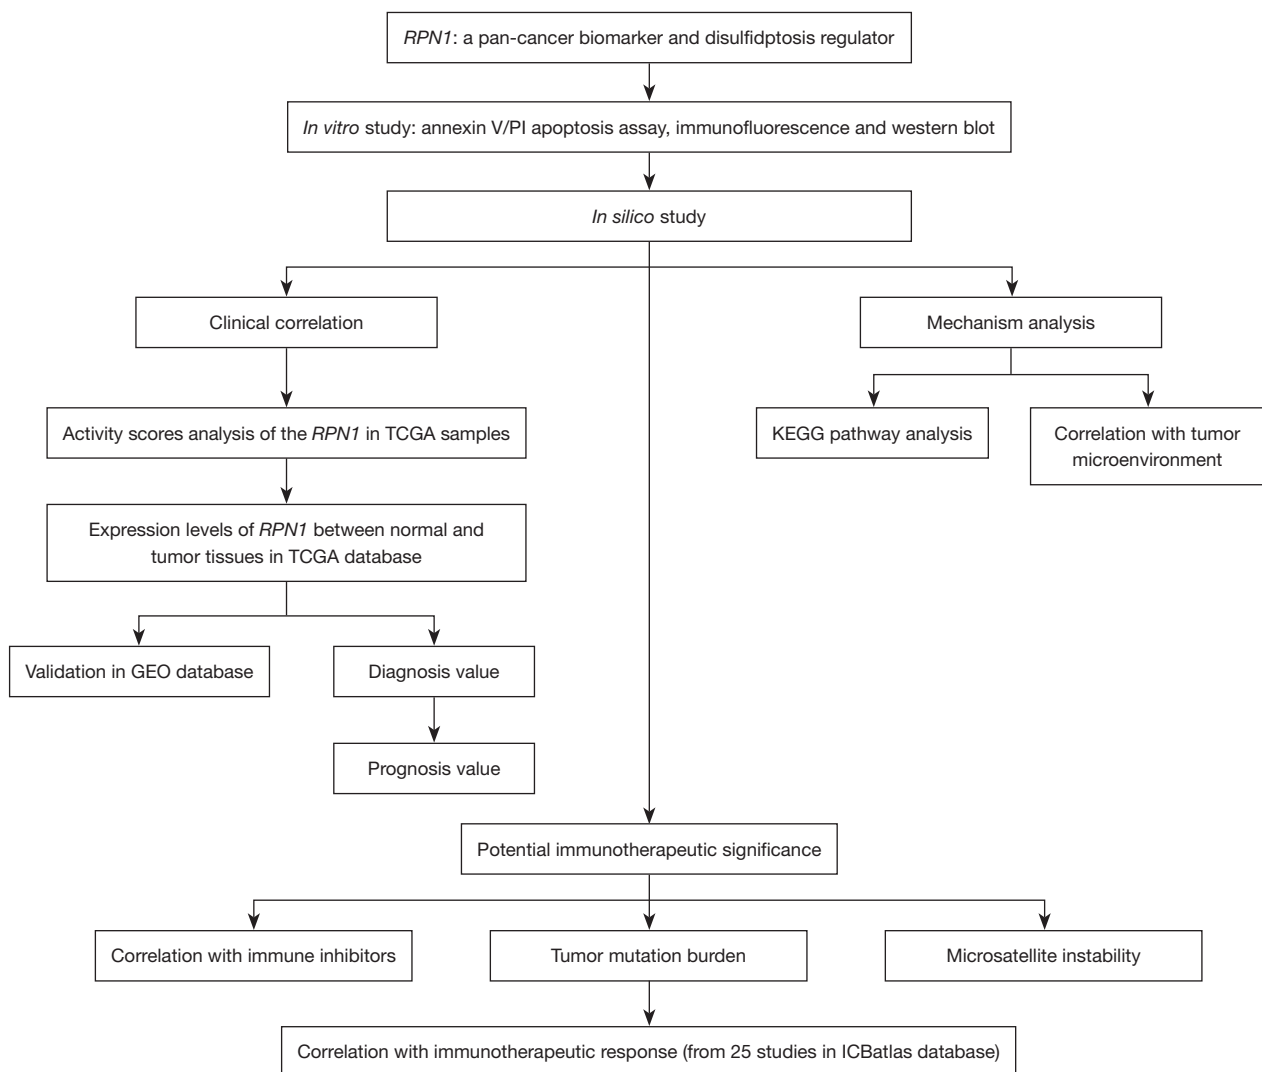 RPN1: a pan-cancer biomarker and disulfidptosis regulator
In vitro study: annexin V/PI apoptosis assay, immunofluorescence and western blot
In silico study
Clinical correlation
Mechanism analysis
Activity scores analysis of the RPN1 in TCGA samples
KEGG pathway analysis
Correlation with tumor
microenvironment
Expression levels of RPN1 between normal and
tumor tissues in TCGA database
Validation in GEO database
Diagnosis value
Prognosis value
Potential immunotherapeutic significance
Correlation with immune inhibitors
Tumor mutation burden
Microsatellite instability
Correlation with immunotherapeutic response (from 25 studies in ICBatlas database)